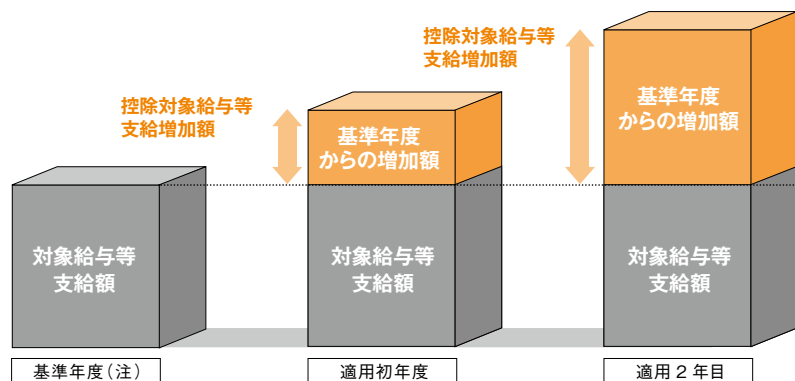 控除対象給与等
支給増加額
控除対象給与等
支給増加額
基準年度
からの増加額
基準年度
からの増加額
対象給与等
支給額
対象給与等
支給額
対象給与等
支給額
基準年度(注)
適用初年度
適用2年目